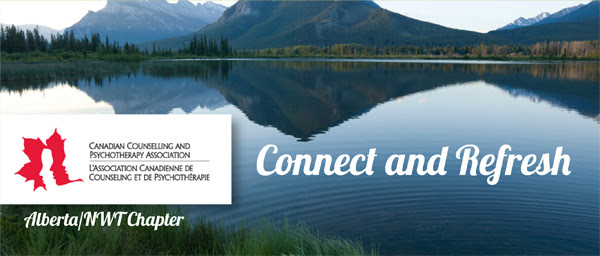 CANADIAN COUNSELLING AND
PSYCHOTHERAPY ASSOCIATION
L'ASSOCIATION CANADIENNE DE
COUNSELING ET DE PSYCHOTHÉRAPIE
Connect and Refresh
Alberta/NWT Chapter